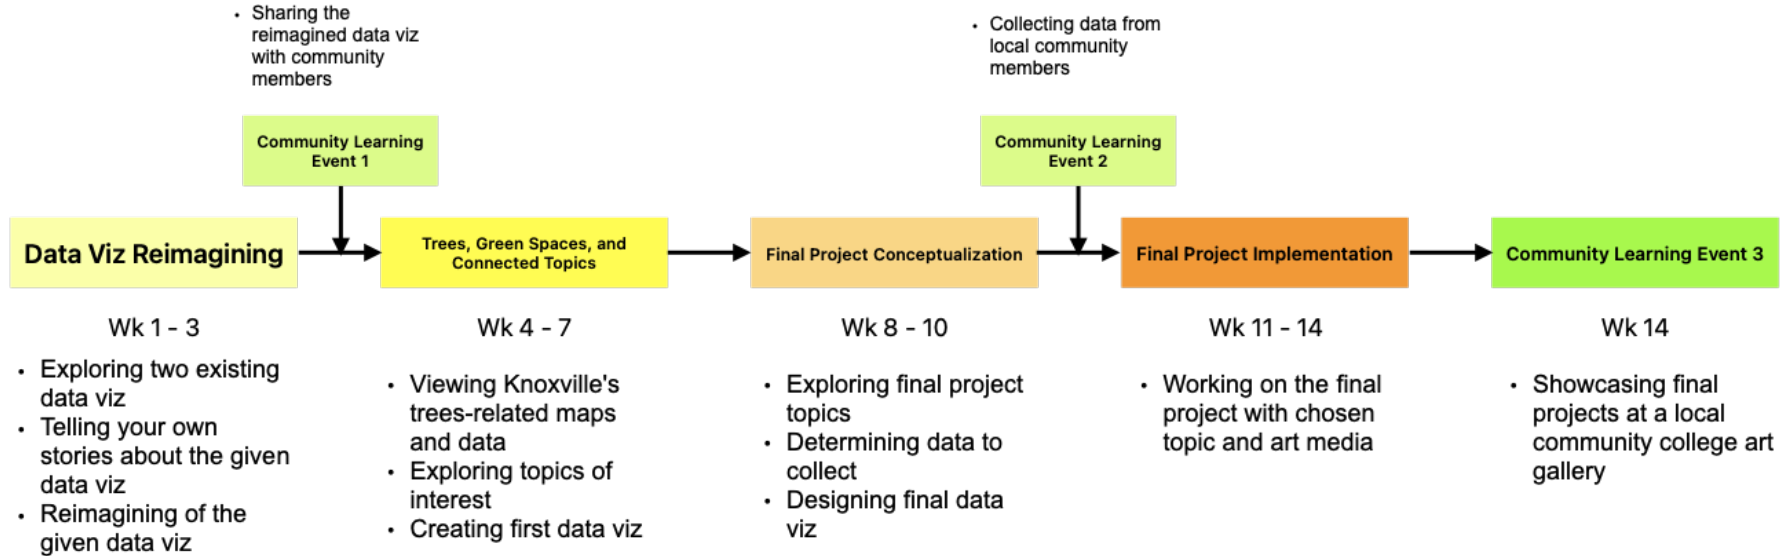 • Sharing the
reimagined data viz
with community
members
• Collecting data from
local community
members
Community Learning
Event 1
Community Learning
Event 2
Data Viz Reimagining
Trees, Green Spaces, and
Connected Topics
Final Project Conceptualization
Final Project Implementation
Community Learning Event 3
Wk 1 - 3
• Exploring two existing
data viz
• Telling your own
stories about the given
data viz
• Reimagining of the
given data viz
Wk 4 - 7
• Viewing Knoxville's
trees-related maps
and data
• Exploring topics of
interest
• Creating first data viz
Wk 8 - 10
• Exploring final project
topics
• Determining data to
collect
• Designing final data
viz
Wk 11 - 14
• Working on the final
project with chosen
topic and art media
Wk 14
• Showcasing final
projects at a local
community college art
gallery